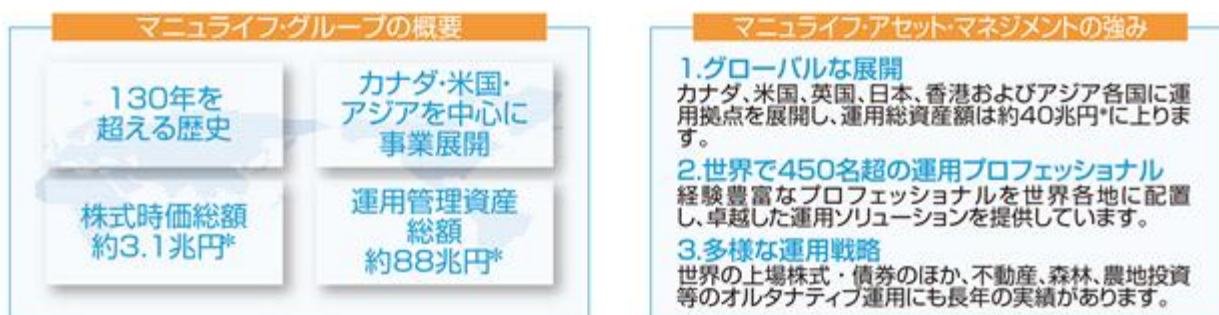 マニュライフ・グループの概要
130年を
超える歴史
カナダ・米国・
アジアを中心に
事業展開
株式時価総額
約3.1兆円*
運用管理資産
総額
約88兆円*
マニュライフ・アセット・マネジメントの強み
1.グローバルな展開
カナダ、米国、英国、日本、香港およびアジア各国に運
用拠点を展開し、運用総資産額は約40兆円*に上りま
す。
2.世界で450名超の運用プロフェッショナル
経験豊富なプロフェッショナルを世界各地に配置
し、卓越した運用ソリューションを提供しています。
3.多様な運用戦略
世界の上場株式・債券のほか、不動産、森林、農地投資
等のオルタナティブ運用にも長年の実績があります。